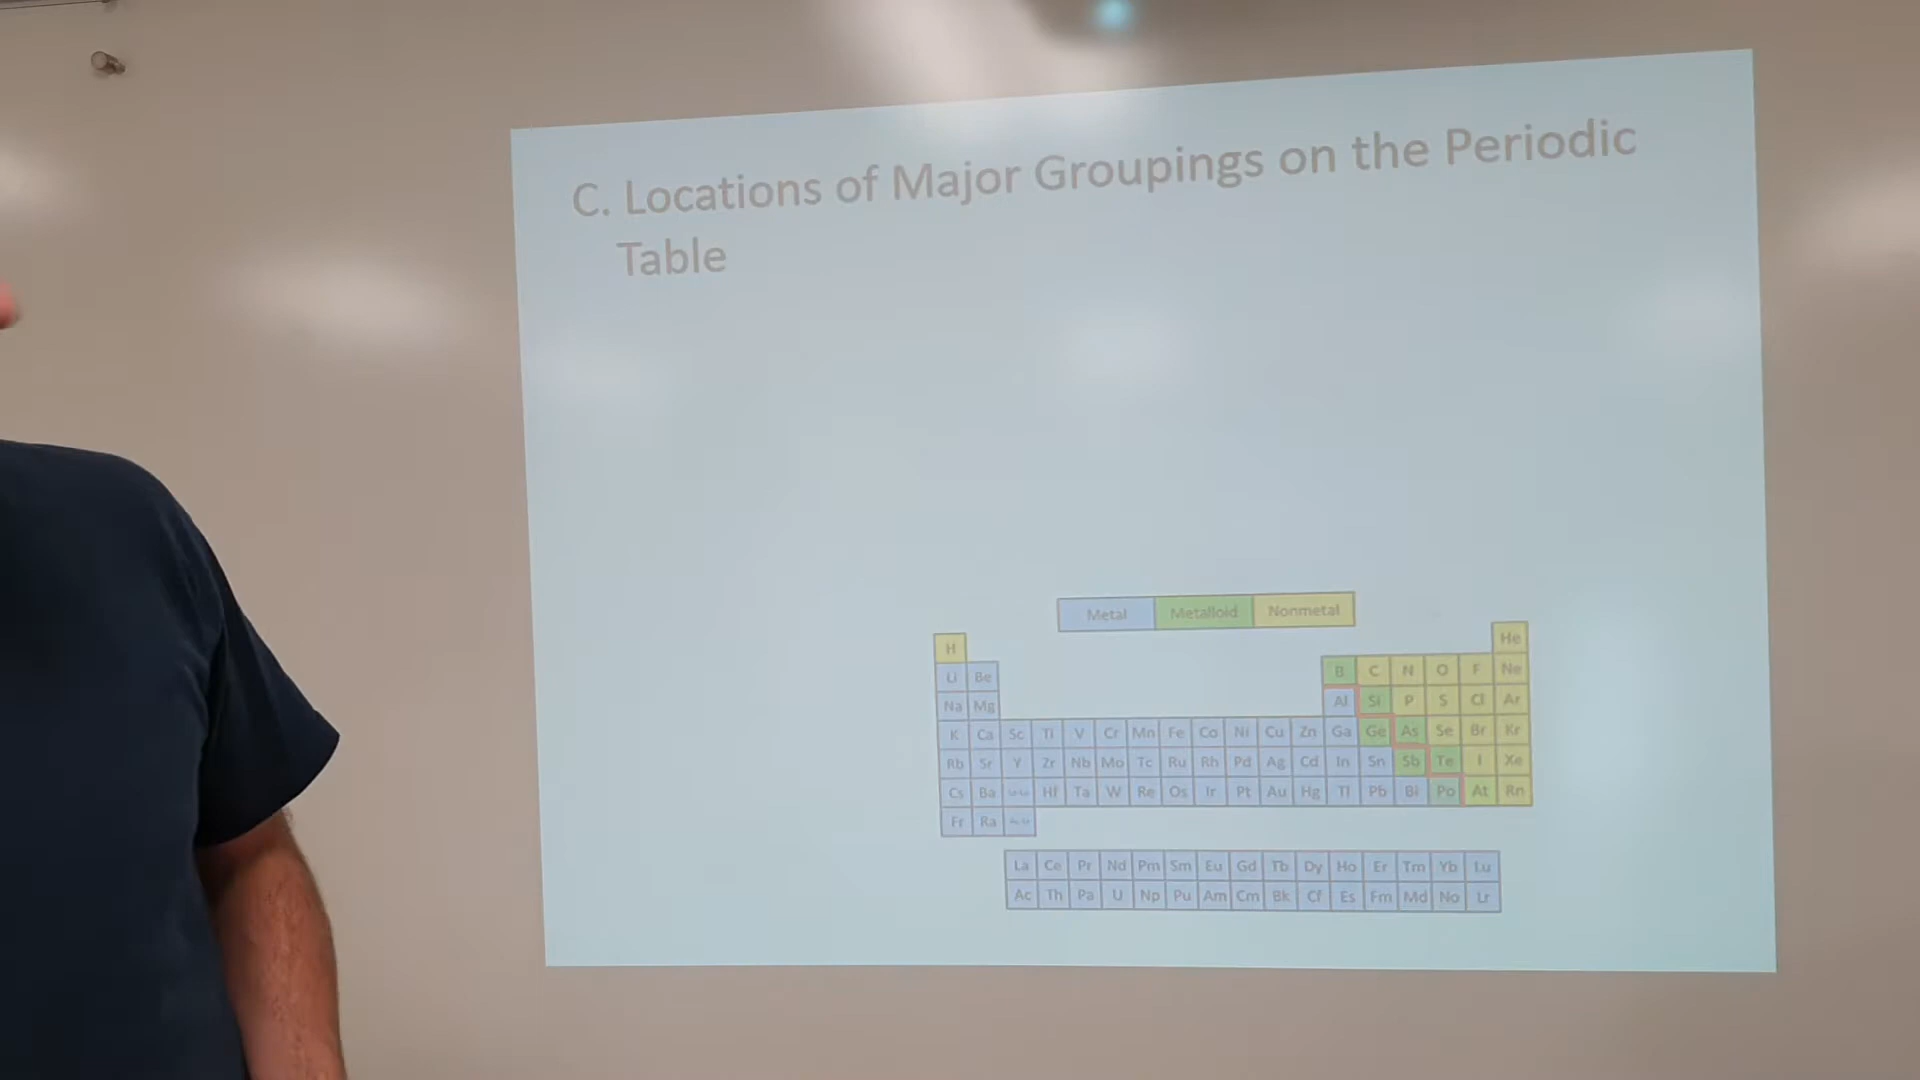 C. Locations of Major Groupings on the Periodic
Table
Metal Metalloid Nonmetal
H He
Li Be B C N O F Ne
Na Mg Al Si P S Cl Ar
K Ca Sc Ti V Cr Mn Fe Co Ni Cu Zn Ga Ge As Se Br Kr
Rb Sr Y Zr Nb Mo Tc Ru Rh Pd Ag Cd In Sn Sb Te I Xe
Cs Ba Hf Ta W Re Os Ir Pt Au Hg Tl Pb Bi Po At Rn
Fr Ra
La Ce Pr Nd Pm Sm Eu Gd Tb Dy Ho Er Tm Yb Lu
Ac Th Pa U Np Pu Am Cm Bk Cf Es Fm Md No Lr